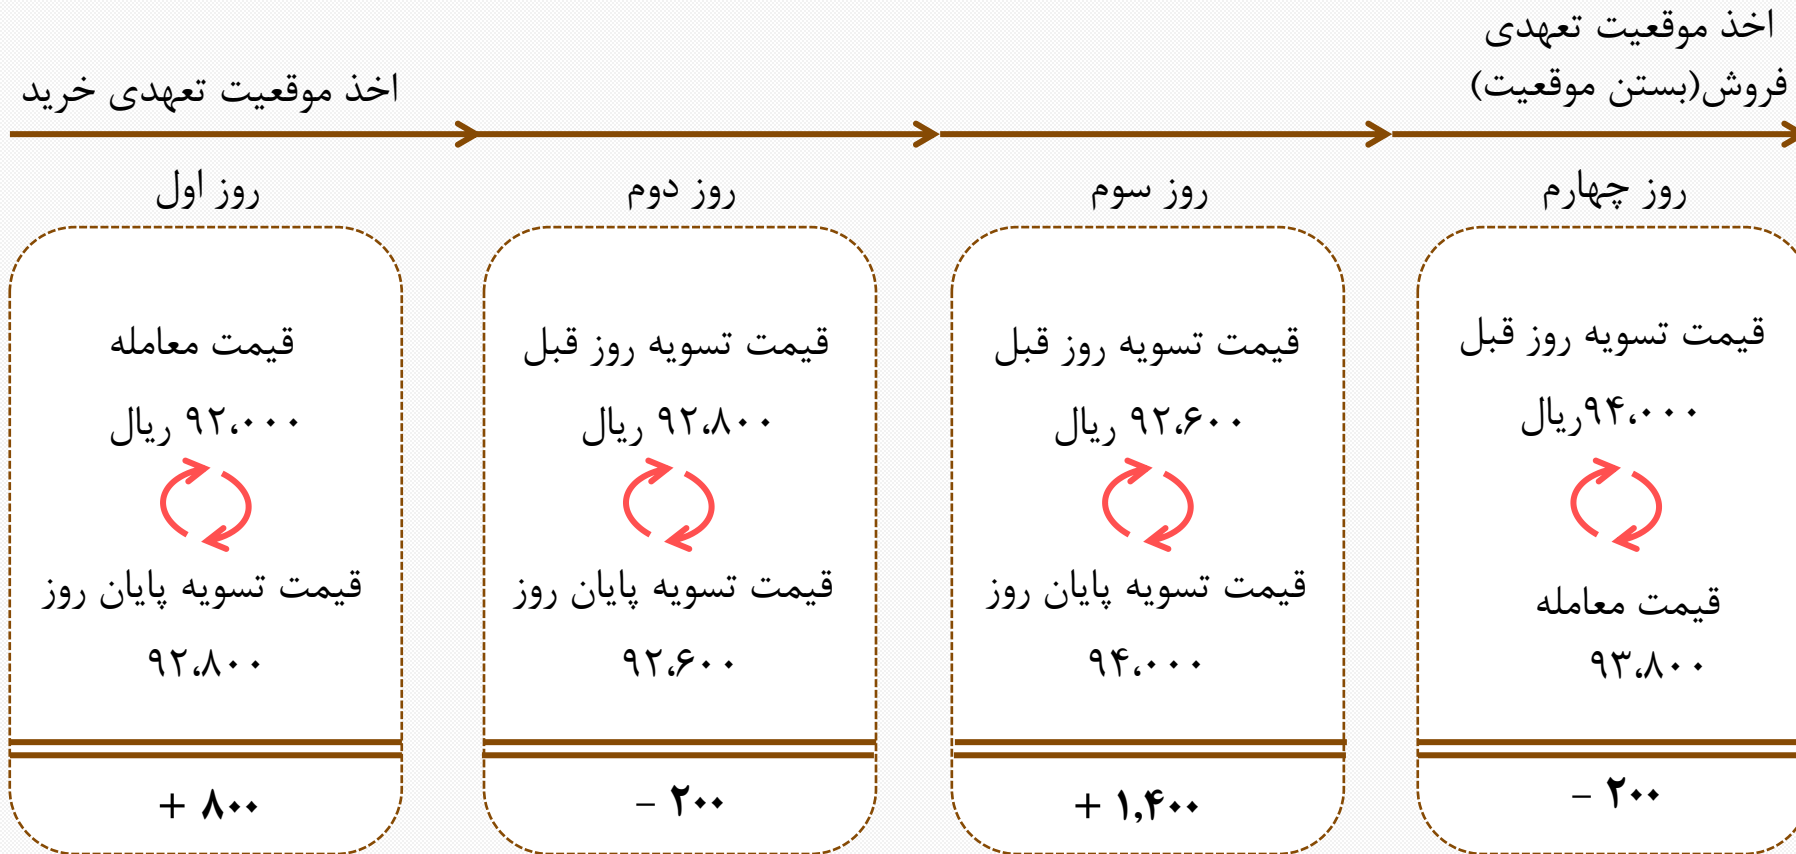 اخذ موقعیت تعهدی خرید
اخذ موقعیت تعهدی
فروش(بستن موقعیت)
روز اول
قیمت معامله
۹۲،۰۰۰ ریال
قیمت تسویه پایان روز
۹۲،۸۰۰
+ ۸۰۰
روز دوم
قیمت تسویه روز قبل
۹۲،۸۰۰ ریال
قیمت تسویه پایان روز
۹۲،۶۰۰
– ۲۰۰
روز سوم
قیمت تسویه روز قبل
۹۲،۶۰۰ ریال
قیمت تسویه پایان روز
۹۴،۰۰۰
+ ۱,۴۰۰
روز چهارم
قیمت تسویه روز قبل
۹۴،۰۰۰ریال
قیمت معامله
۹۳،۸۰۰
– ۲۰۰